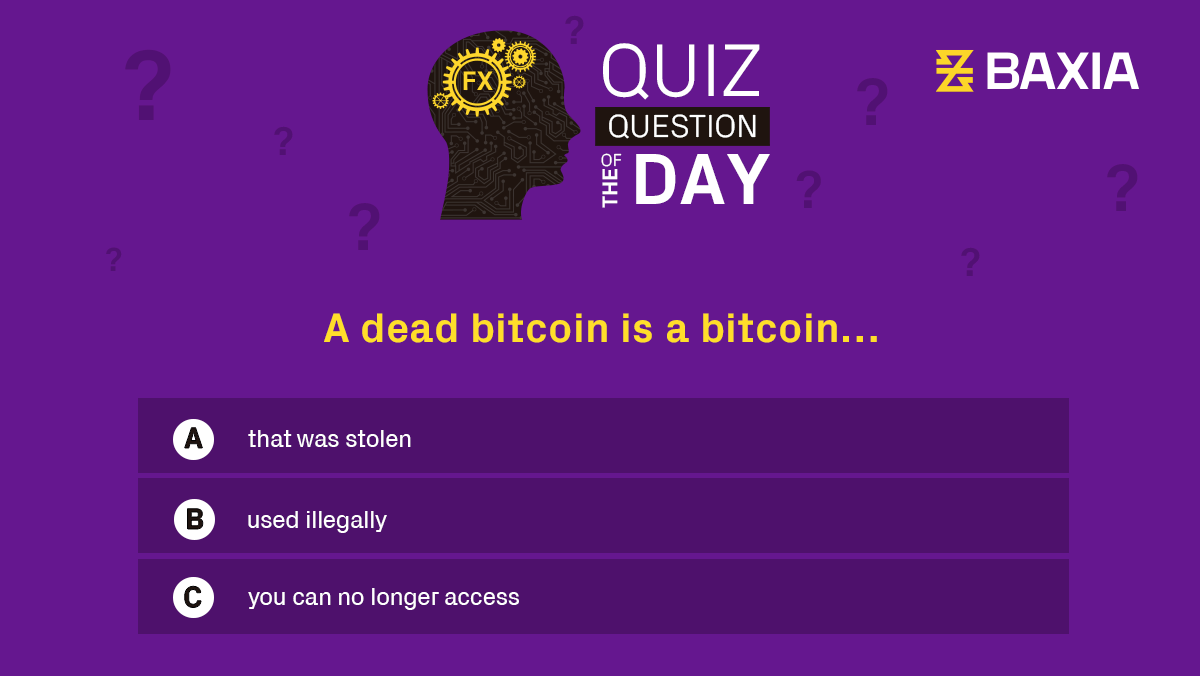 FX
QUIZ
QUESTION
OF THE DAY
BAXIA
? ? ? ? ? ? ? ? ? ?
A dead bitcoin is a bitcoin...
A that was stolen
B used illegally
C you can no longer access